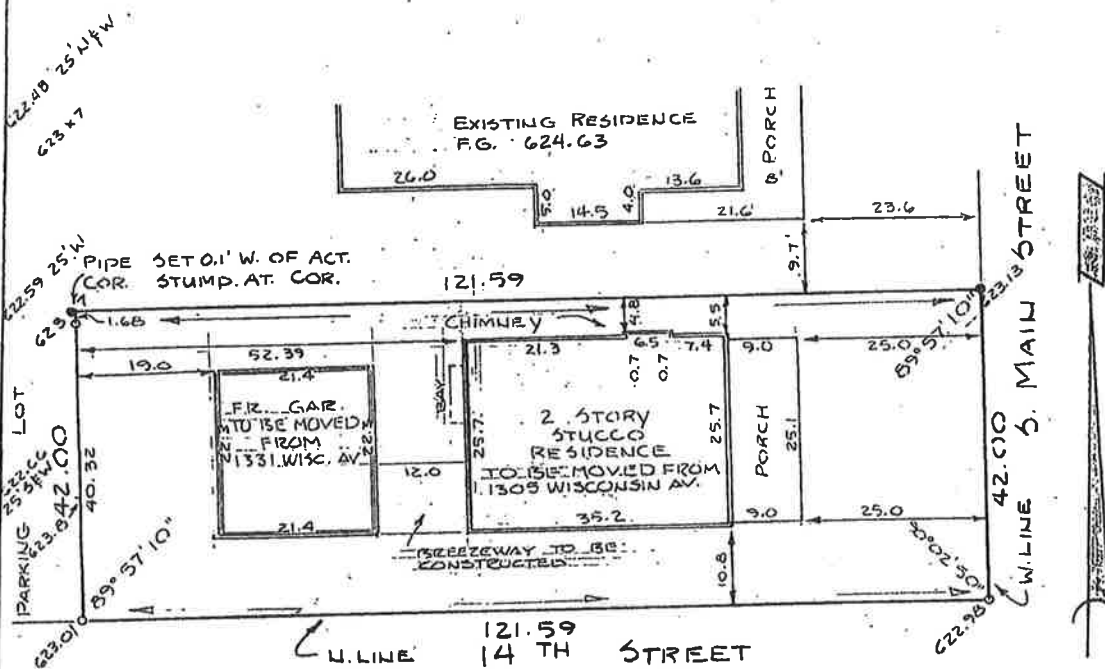 622.48 25' N & W
623 x 7
EXISTING RESIDENCE
F.G. 624.63
B. PORCH
26.0
5.0
14.5
4.0
13.6
21.6
23.6
9.7'
622.59 25' W
PIPE SET 0.1' W. OF ACT.
COR. STUMP. AT. COR.
121.59
623.13
89° 57' 10"
1.68
CHIMNEY
4.8
5.5
52.39
21.3
6.5
7.4
0.7
0.7
9.0
25.0
19.0
21.4
BAY
FR. GAR.
TO BE MOVED
FROM
1331 WISC. AV
22.3
22.3
12.0
25.7
2 STORY
STUCCO
RESIDENCE
TO BE MOVED FROM
1305 WISCONSIN AV.
25.7
PORCH
25.1
21.4
35.2
9.0
25.0
BREEZEWAY TO BE
CONSTRUCTED
10.8
PARKING LOT
42.00
40.32
89° 57' 10"
623.01
42.00
W. LINE S. MAIN STREET
622.98
121.59
N. LINE 14 TH STREET